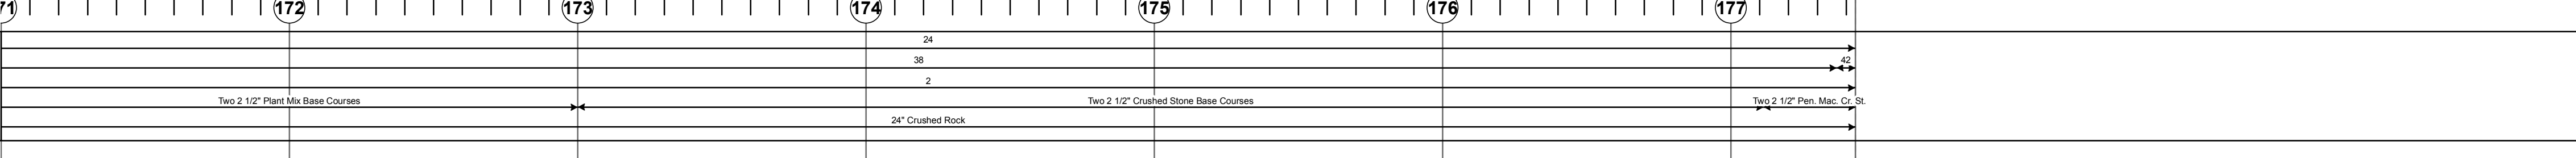 71 172 173 174 175 176 177
24
38 42
2
Two 2 1/2" Plant Mix Base Courses Two 2 1/2" Crushed Stone Base Courses Two 2 1/2" Pen. Mac. Cr. St.
24" Crushed Rock